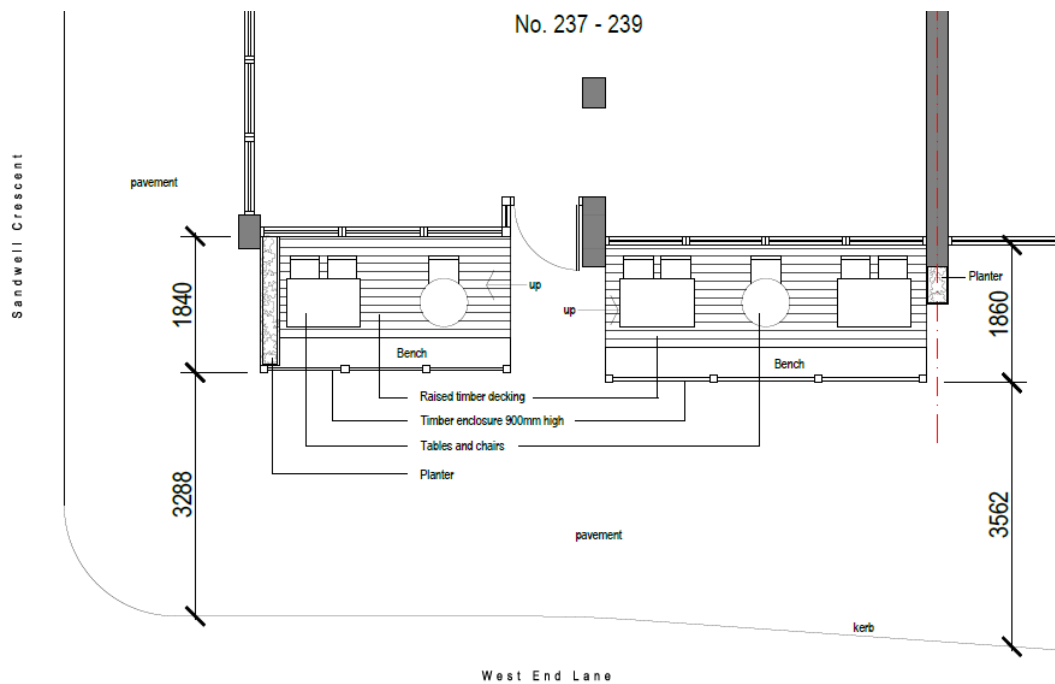 No. 237 - 239
Sandwell Crescent
pavement
1840
up
up
Planter
1860
Bench
Bench
Raised timber decking
Timber enclosure 900mm high
Tables and chairs
Planter
3288
3562
pavement
kerb
West End Lane